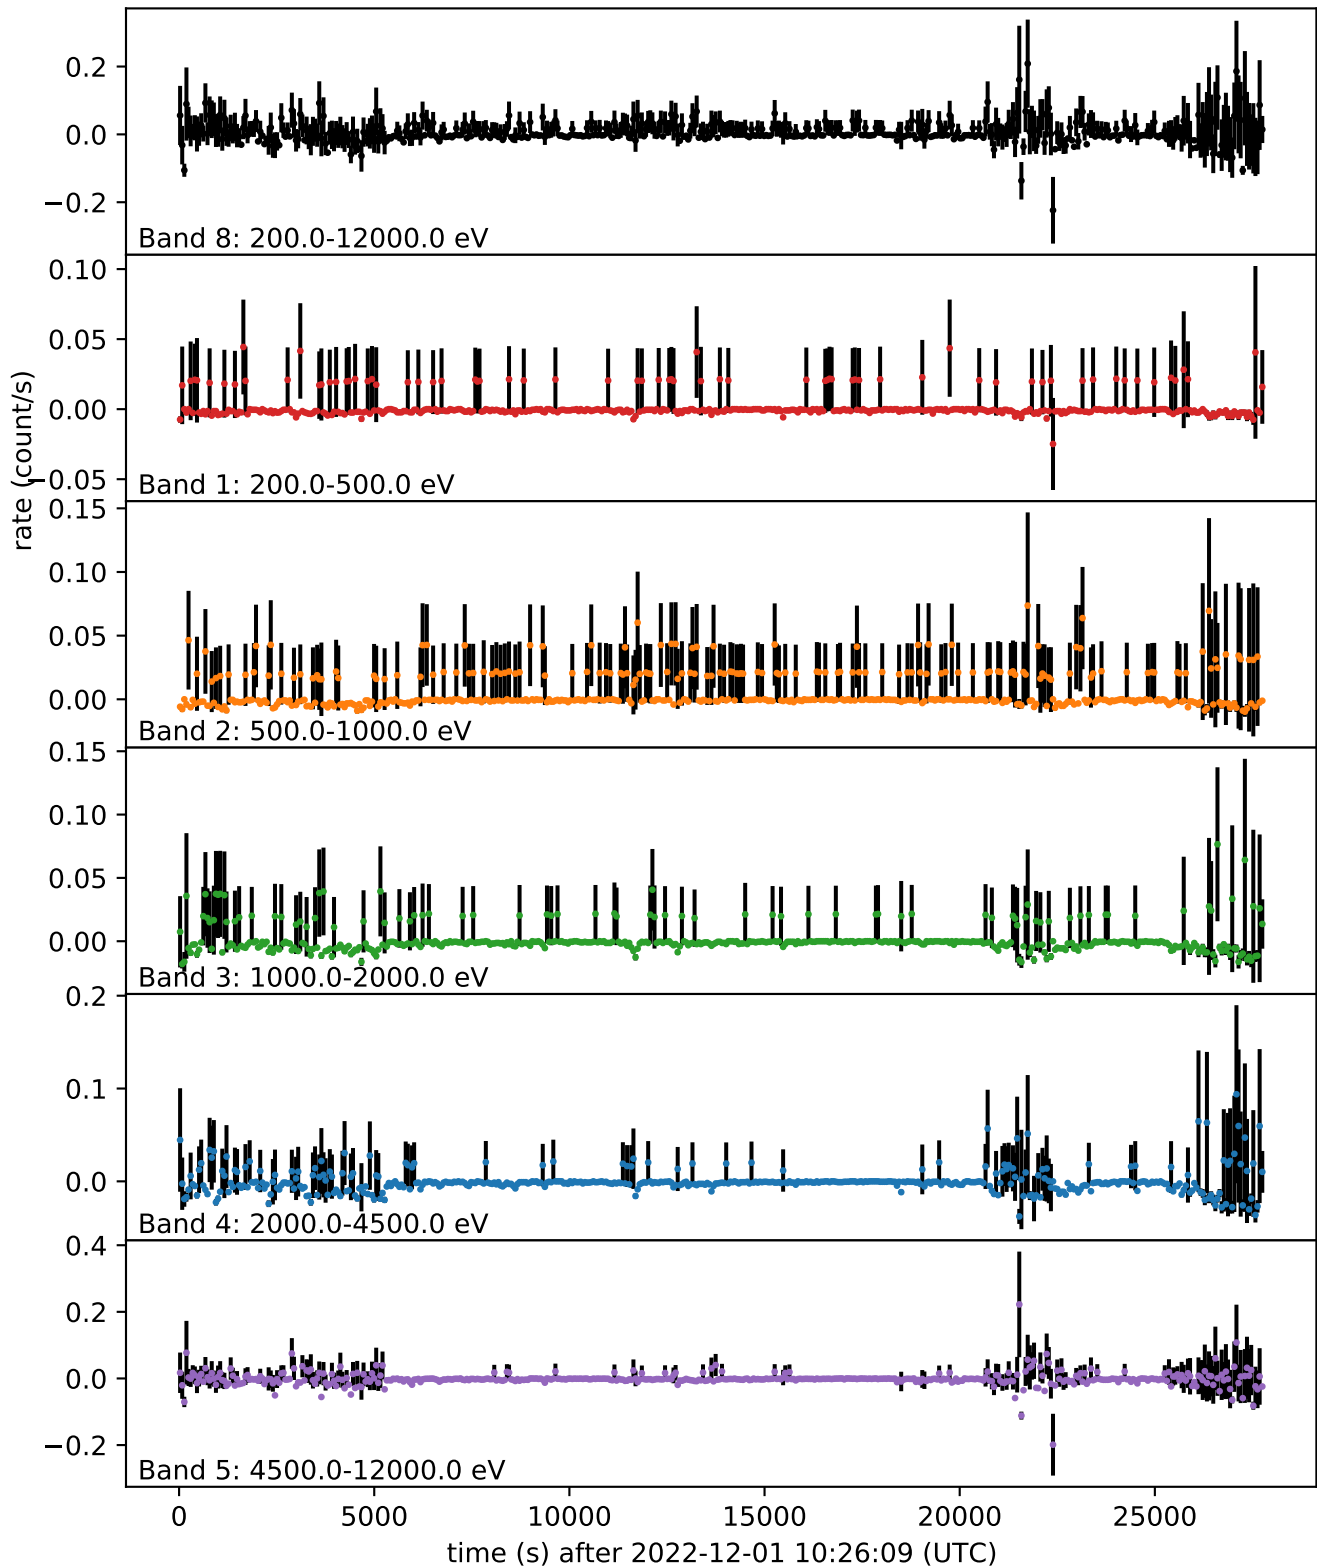 0.2
0.0
−0.2
Band 8: 200.0-12000.0 eV
0.10
0.05
0.00
−0.05
Band 1: 200.0-500.0 eV
rate (count/s)
0.15
0.10
0.05
0.00
Band 2: 500.0-1000.0 eV
0.15
0.10
0.05
0.00
Band 3: 1000.0-2000.0 eV
0.2
0.1
0.0
Band 4: 2000.0-4500.0 eV
0.4
0.2
0.0
−0.2
Band 5: 4500.0-12000.0 eV
0 5000 10000 15000 20000 25000
time (s) after 2022-12-01 10:26:09 (UTC)